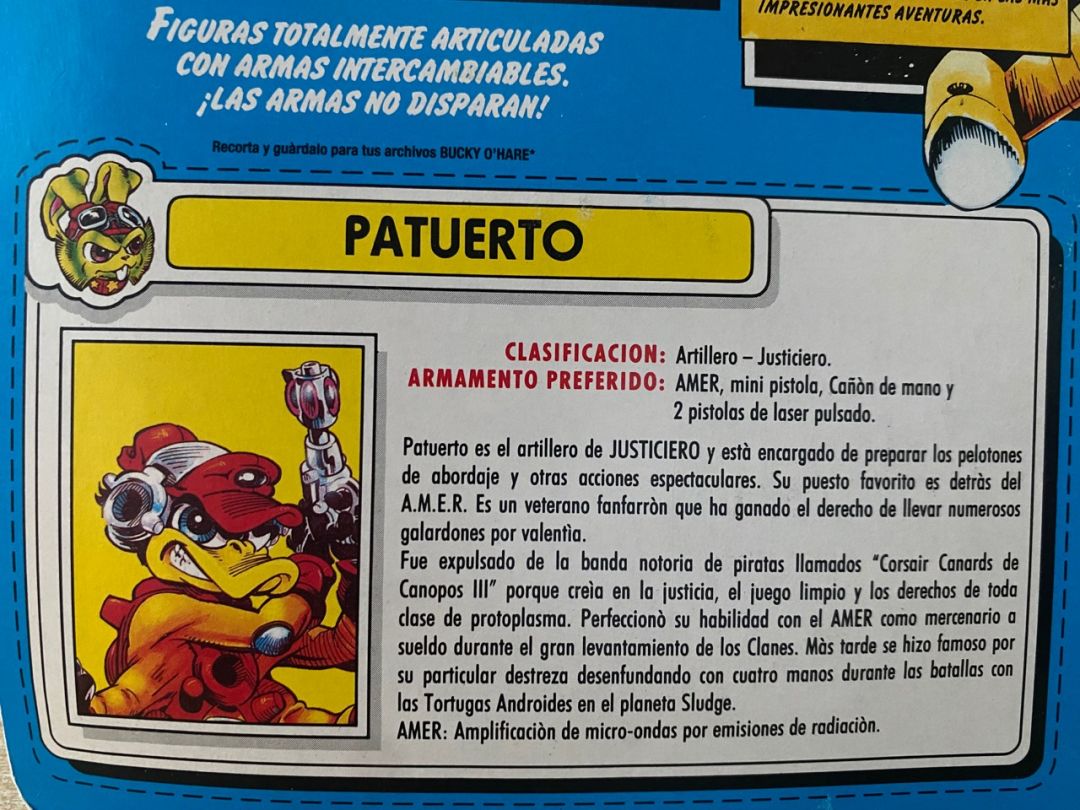 IMPRESIONANTES AVENTURAS.
FIGURAS TOTALMENTE ARTICULADAS
CON ARMAS INTERCAMBIABLES.
¡LAS ARMAS NO DISPARAN!
Recorta y guàrdalo para tus archivos BUCKY O'HARE*
PATUERTO
CLASIFICACION: Artillero – Justiciero.
ARMAMENTO PREFERIDO: AMER, mini pistola, Cañòn de mano y
2 pistolas de laser pulsado.
Patuerto es el artillero de JUSTICIERO y està encargado de preparar los pelotones
de abordaje y otras acciones espectaculares. Su puesto favorito es detràs del
A.M.E.R. Es un veterano fanfarròn que ha ganado el derecho de llevar numerosos
galardones por valentìa.
Fue expulsado de la banda notoria de piratas llamados "Corsair Canards de
Canopos III" porque creìa en la justicia, el juego limpio y los derechos de toda
clase de protoplasma. Perfeccionò su habilidad con el AMER como mercenario a
sueldo durante el gran levantamiento de los Clanes. Màs tarde se hizo famoso por
su particular destreza desenfundando con cuatro manos durante las batallas con
las Tortugas Androides en el planeta Sludge.
AMER: Amplificaciòn de micro-ondas por emisiones de radiaciòn.